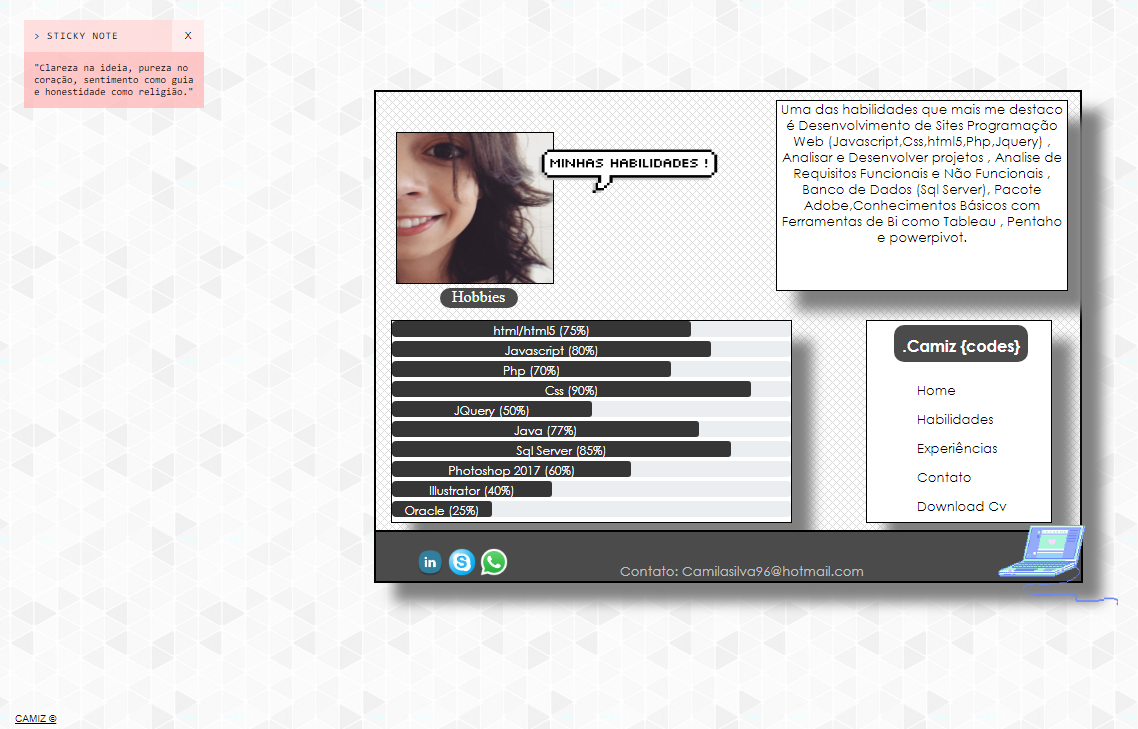 > STICKY NOTE X
"Clareza na ideia, pureza no
coração, sentimento como guia
e honestidade como religião."
MINHAS HABILIDADES !
Uma das habilidades que mais me destaco
é Desenvolvimento de Sites Programação
Web (Javascript,Css,html5,Php,Jquery) ,
Analisar e Desenvolver projetos , Analise de
Requisitos Funcionais e Não Funcionais ,
Banco de Dados (Sql Server), Pacote
Adobe,Conhecimentos Básicos com
Ferramentas de Bi como Tableau , Pentaho
e powerpivot.
Hobbies
html/html5 (75%)
Javascript (80%)
Php (70%)
Css (90%)
JQuery (50%)
Java (77%)
Sql Server (85%)
Photoshop 2017 (60%)
Illustrator (40%)
Oracle (25%)
.Camiz {codes}
Home
Habilidades
Experiências
Contato
Download Cv
in S
Contato: Camilasilva96@hotmail.com
CAMIZ ©